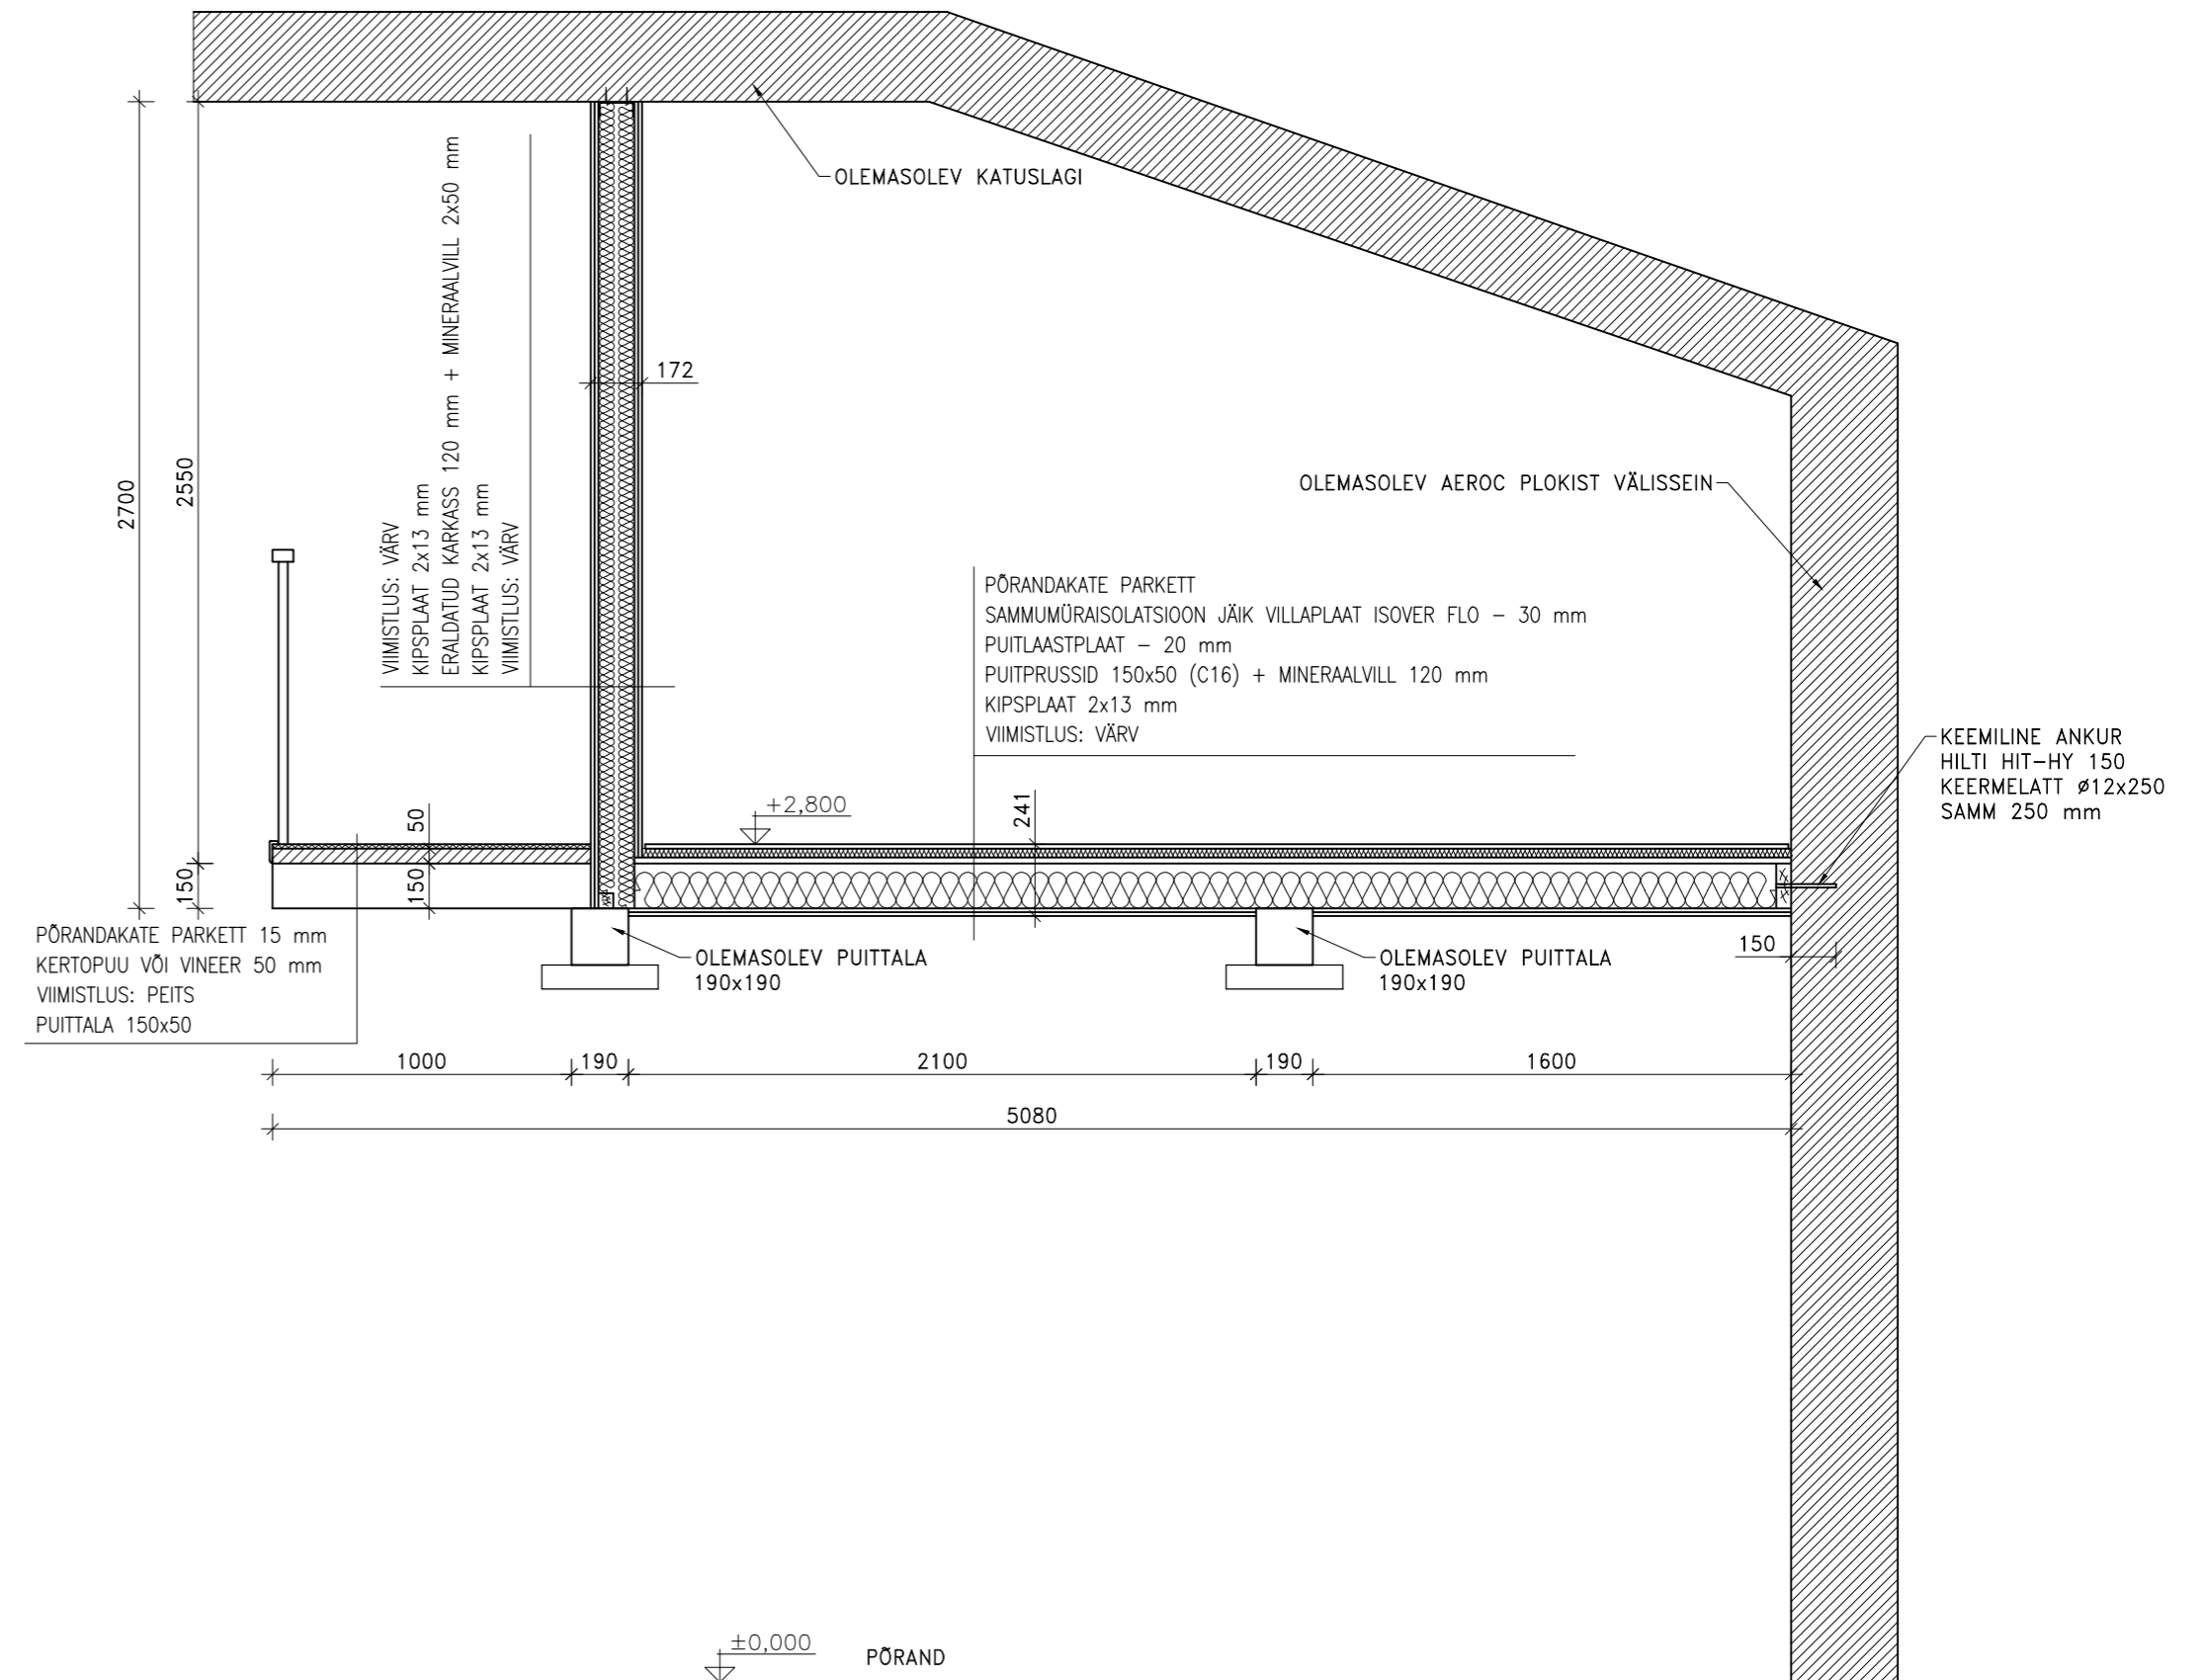 OLEMASOLEV KATUSLAGI
2700
2550
150
VIIMISTLUS: VÄRV
KIPSPLAAT 2x13 mm
ERALDATUD KARKASS 120 mm + MINERAALVILL 2x50 mm
KIPSPLAAT 2x13 mm
VIIMISTLUS: VÄRV
172
OLEMASOLEV AEROC PLOKIST VÄLISSEIN
PÕRANDAKATE PARKETT
SAMMUMÜRAISOLATSIOON JÄIK VILLAPLAAT ISOVER FLO - 30 mm
PUITLAASTPLAAT - 20 mm
PUITPRUSSID 150x50 (C16) + MINERAALVILL 120 mm
KIPSPLAAT 2x13 mm
VIIMISTLUS: VÄRV
KEEMILINE ANKUR
HILTI HIT-HY 150
KEERMELATT ø12x250
SAMM 250 mm
+2,800
241
50
150
150
PÕRANDAKATE PARKETT 15 mm
KERTOPUU VÕI VINEER 50 mm
VIIMISTLUS: PEITS
PUITTALA 150x50
OLEMASOLEV PUITTALA
190x190
OLEMASOLEV PUITTALA
190x190
1000
190
2100
190
1600
5080
±0,000
PÕRAND